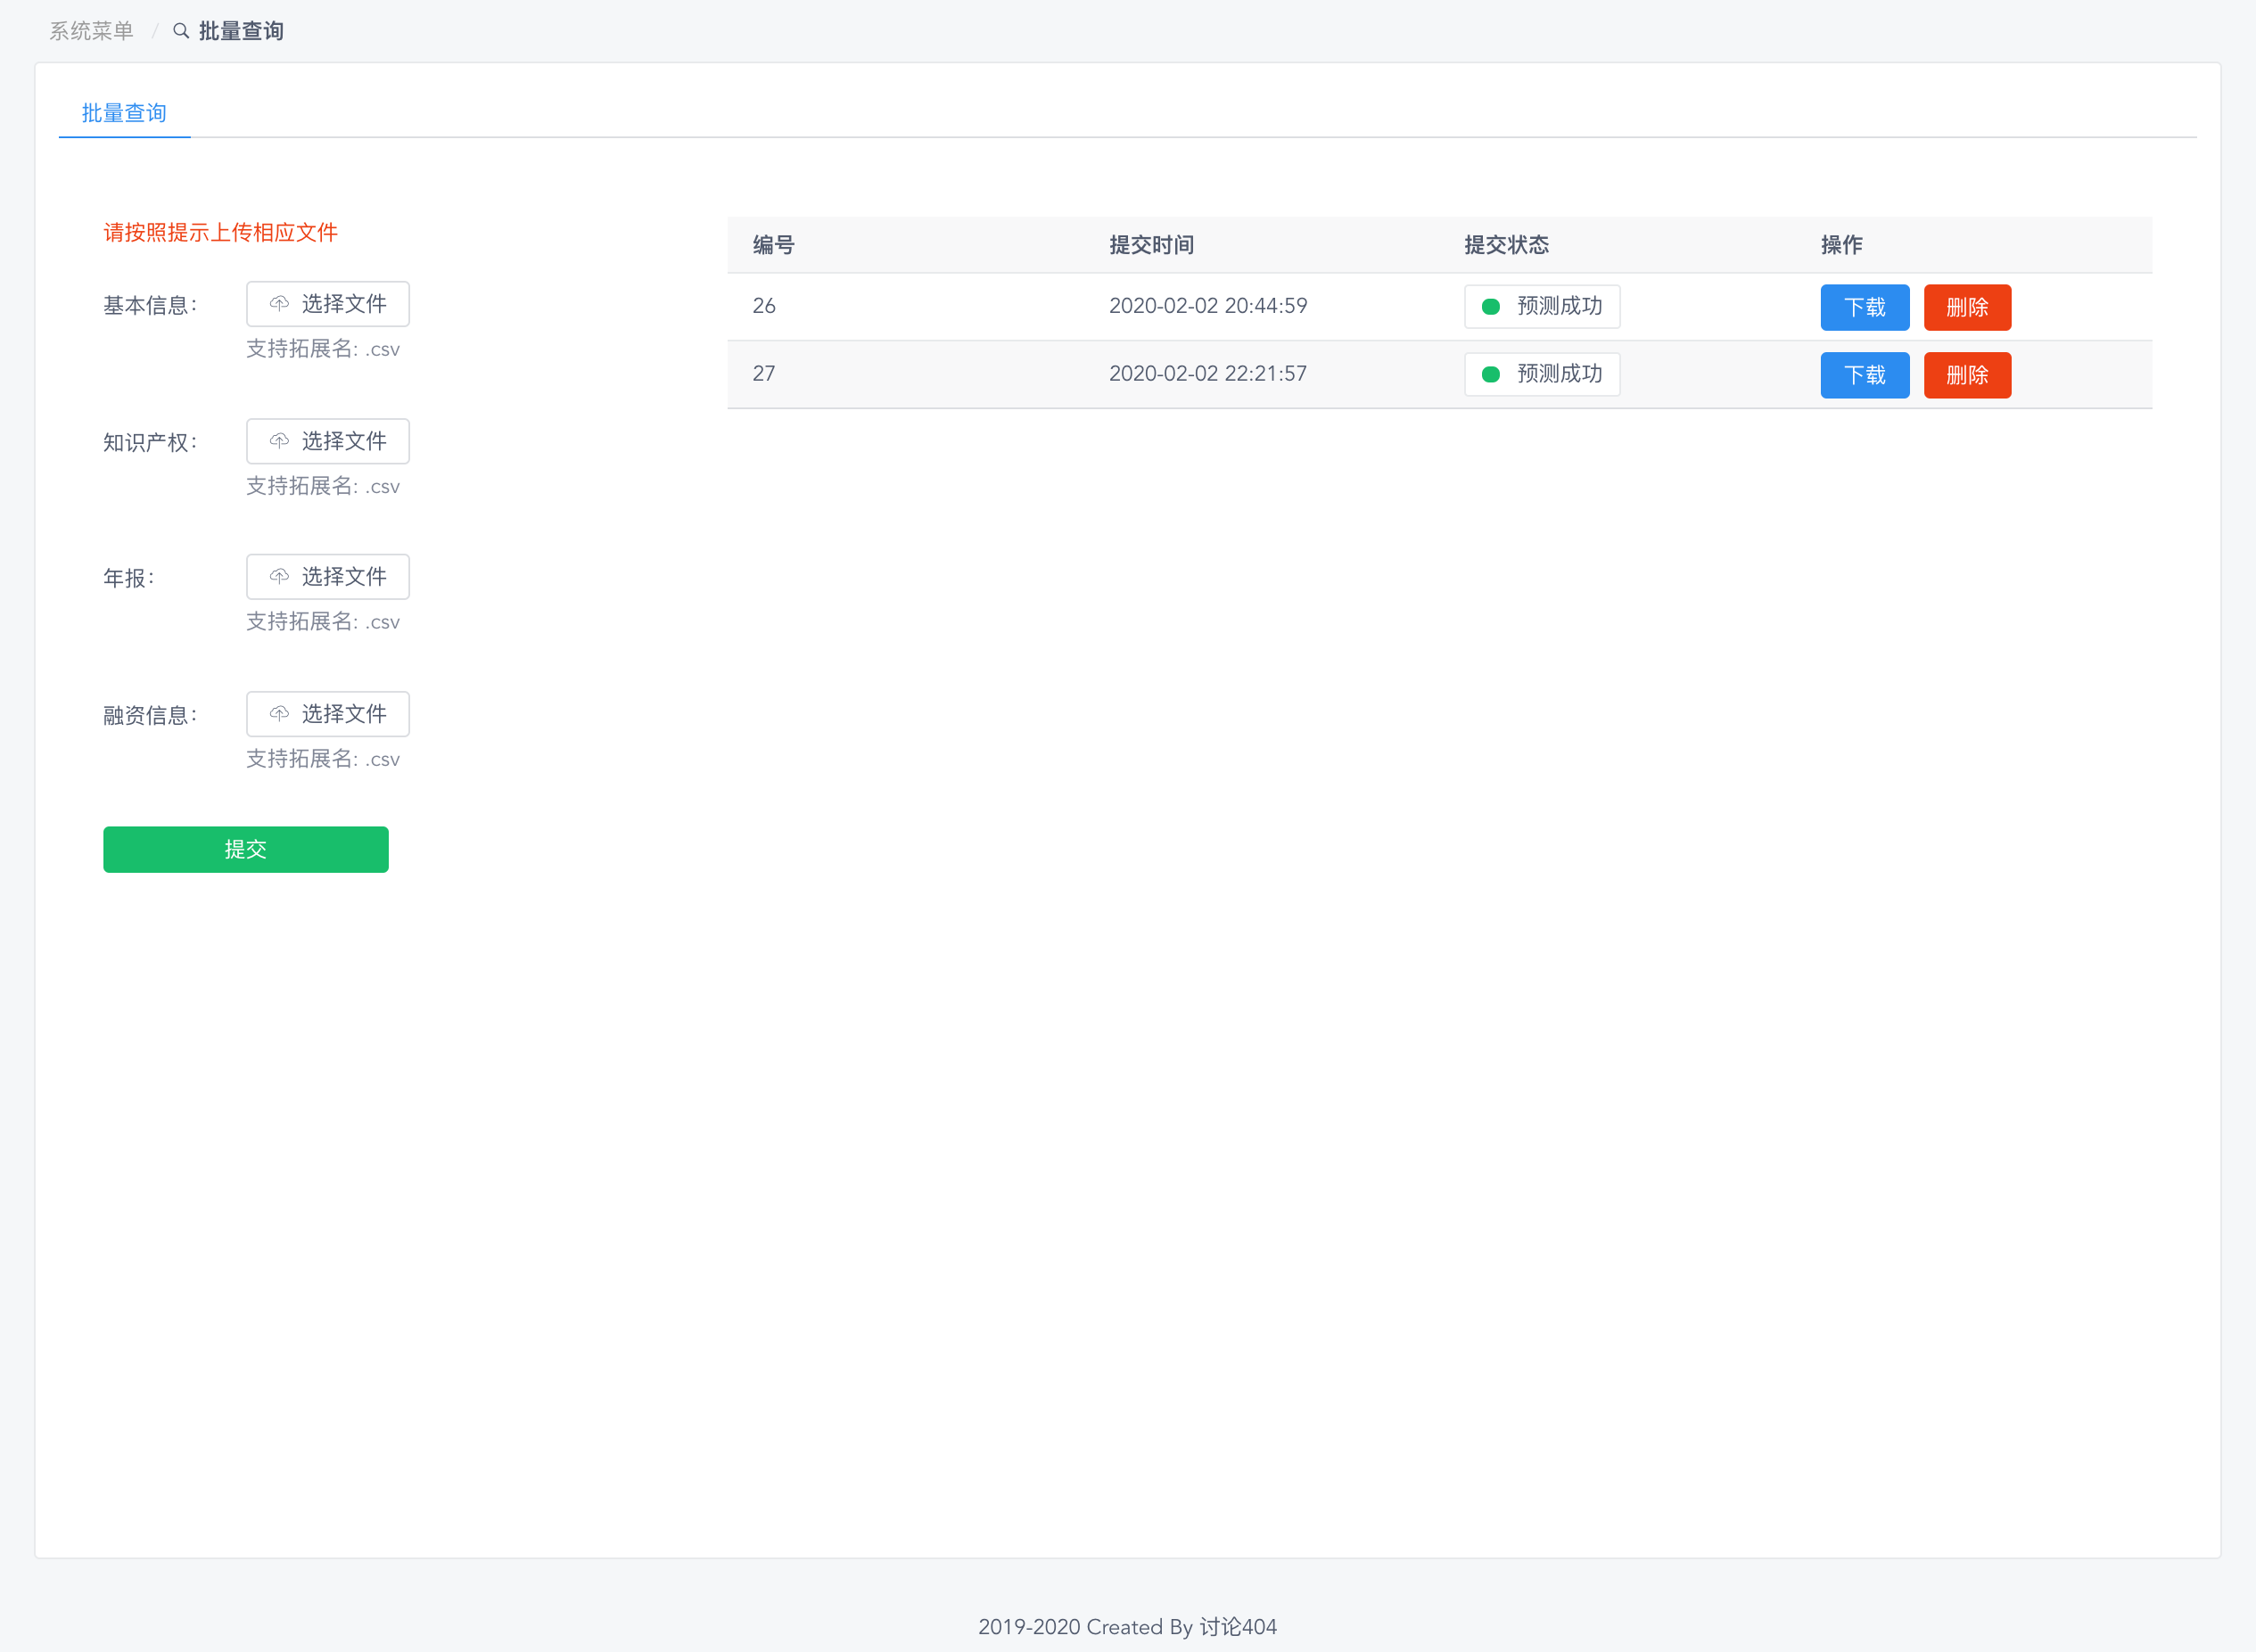 系统菜单 / 批量查询
批量查询
请按照提示上传相应文件
基本信息: 选择文件
支持拓展名: .csv
知识产权: 选择文件
支持拓展名: .csv
年报: 选择文件
支持拓展名: .csv
融资信息: 选择文件
支持拓展名: .csv
提交
编号 提交时间 提交状态 操作
26 2020-02-02 20:44:59 预测成功 下载 删除
27 2020-02-02 22:21:57 预测成功 下载 删除
2019-2020 Created By 讨论404